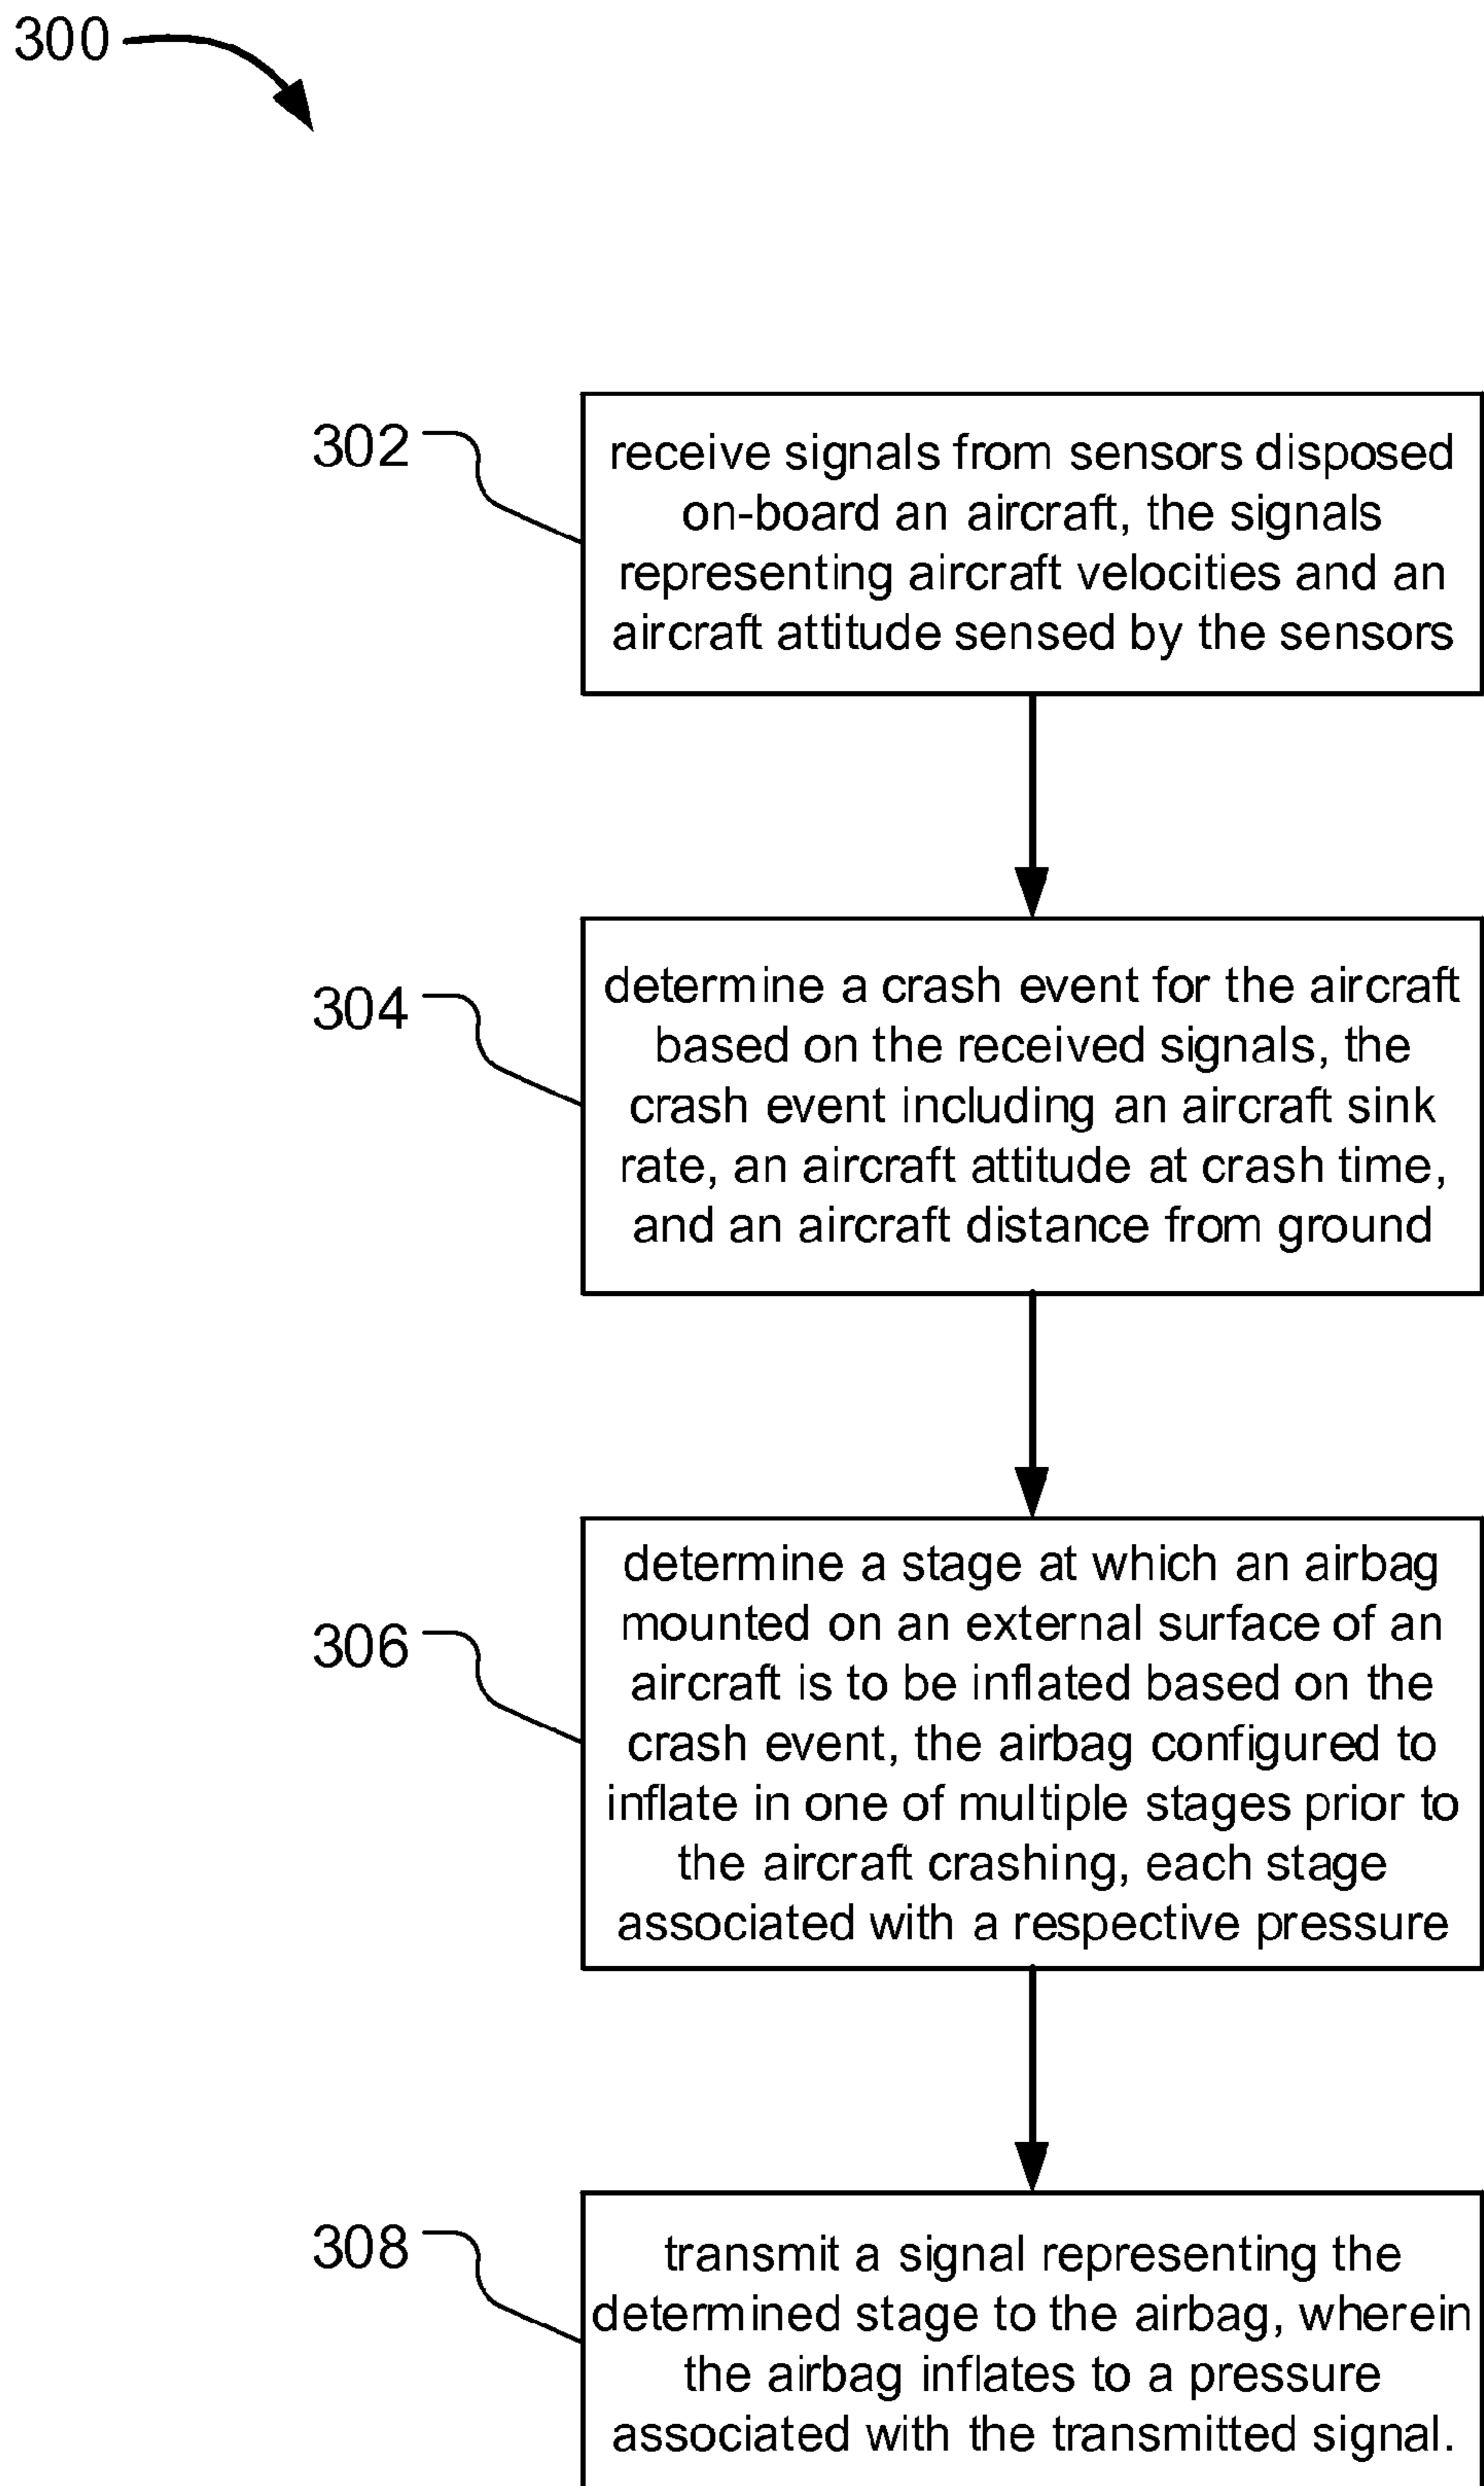 300
302
receive signals from sensors disposed
on-board an aircraft, the signals
representing aircraft velocities and an
aircraft attitude sensed by the sensors
304
determine a crash event for the aircraft
based on the received signals, the
crash event including an aircraft sink
rate, an aircraft attitude at crash time,
and an aircraft distance from ground
306
determine a stage at which an airbag
mounted on an external surface of an
aircraft is to be inflated based on the
crash event, the airbag configured to
inflate in one of multiple stages prior to
the aircraft crashing, each stage
associated with a respective pressure
308
transmit a signal representing the
determined stage to the airbag, wherein
the airbag inflates to a pressure
associated with the transmitted signal.